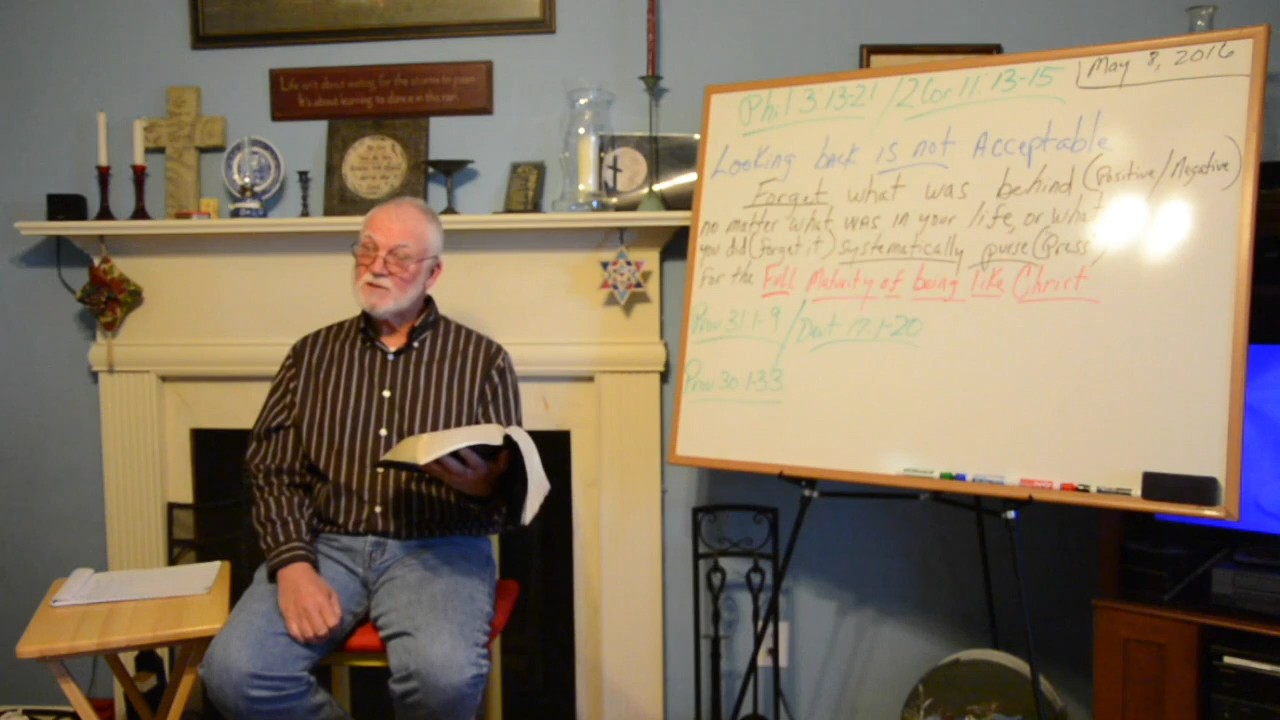 Life isn't about waiting for the storms to pass
It's about learning to dance in the rain.
May 8, 2016
Phil 3:13-21 / 2 Cor 11:13-15
Looking back is not Acceptable
Forget what was behind (Positive/Negative)
no matter what was in your life, or what
you did (forget it) systematically purse (Press)
for the Full Maturity of being like Christ
Prov 31:1-9 / Deut 17:1-20
Prov 30:1-33